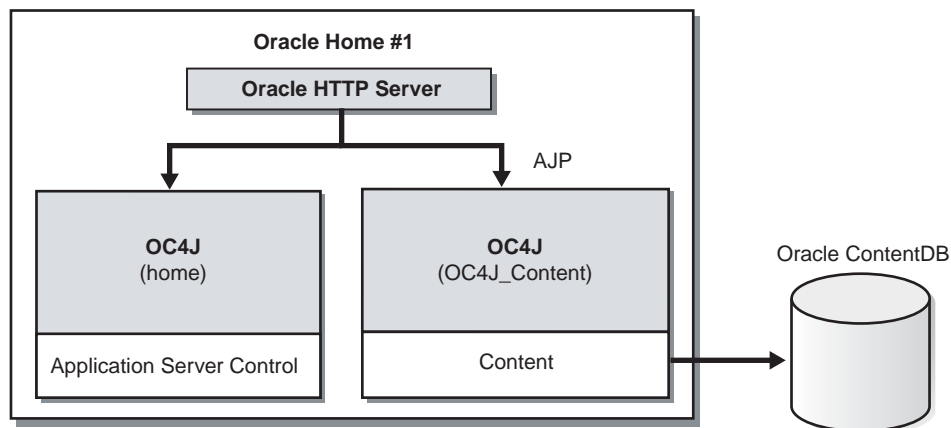 Oracle Home #1
Oracle HTTP Server
AJP
OC4J
(home)
OC4J
(OC4J_Content)
Oracle ContentDB
Application Server Control
Content